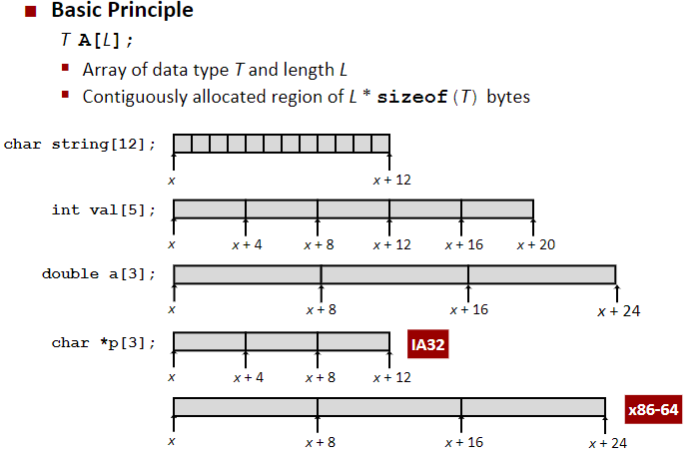 ■ Basic Principle
T A[L];
▪ Array of data type T and length L
▪ Contiguously allocated region of L * sizeof (T) bytes
char string[12];
x x + 12
int val[5];
x x + 4 x + 8 x + 12 x + 16 x + 20
double a[3];
x x + 8 x + 16 x + 24
char *p[3]; IA32
x x + 4 x + 8 x + 12
x86-64
x x + 8 x + 16 x + 24